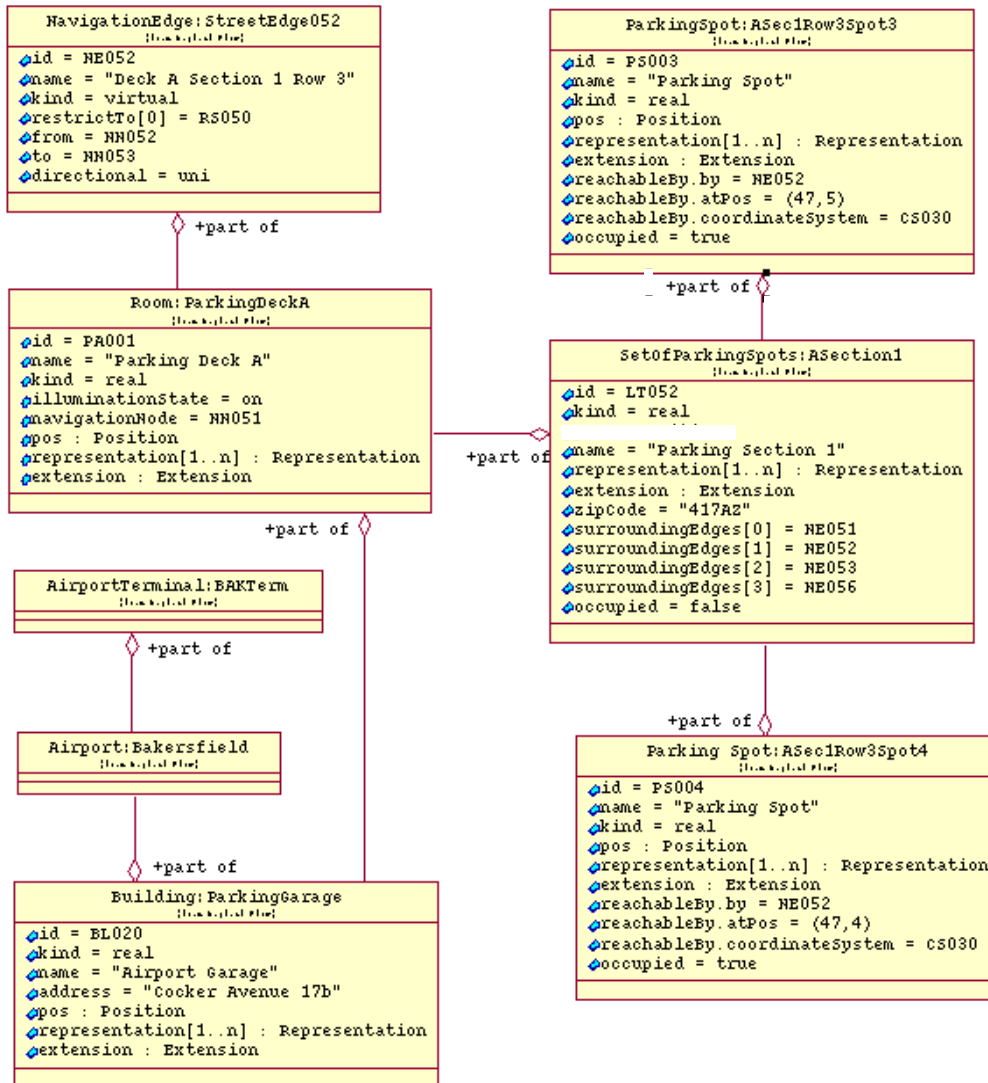 NavigationEdge:StreetEdge052
id = NE052
name = "Deck A Section 1 Row 3"
kind = virtual
restrictTo[0] = RS050
from = NN052
to = NN053
directional = uni
+part of
Room:ParkingDeckA
id = PA001
name = "Parking Deck A"
kind = real
illuminationState = on
navigationNode = NN051
pos : Position
representation[1..n] : Representation
extension : Extension
+part of
+part of
AirportTerminal:BAKTerm
+part of
Airport:Bakersfield
+part of
Building:ParkingGarage
id = BL020
kind = real
name = "Airport Garage"
address = "Cocker Avenue 17b"
pos : Position
representation[1..n] : Representation
extension : Extension
ParkingSpot:ASec1Row3Spot3
id = PS003
name = "Parking Spot"
kind = real
pos : Position
representation[1..n] : Representation
extension : Extension
reachableBy.by = NE052
reachableBy.atPos = (47,5)
reachableBy.coordinateSystem = CS030
occupied = true
+part of
SetOfParkingSpots:ASection1
id = LT052
kind = real
name = "Parking Section 1"
representation[1..n] : Representation
extension : Extension
zipCode = "417AZ"
surroundingEdges[0] = NE051
surroundingEdges[1] = NE052
surroundingEdges[2] = NE053
surroundingEdges[3] = NE056
occupied = false
+part of
Parking Spot:ASec1Row3Spot4
id = PS004
name = "Parking Spot"
kind = real
pos : Position
representation[1..n] : Representation
extension : Extension
reachableBy.by = NE052
reachableBy.atPos = (47,4)
reachableBy.coordinateSystem = CS030
occupied = true